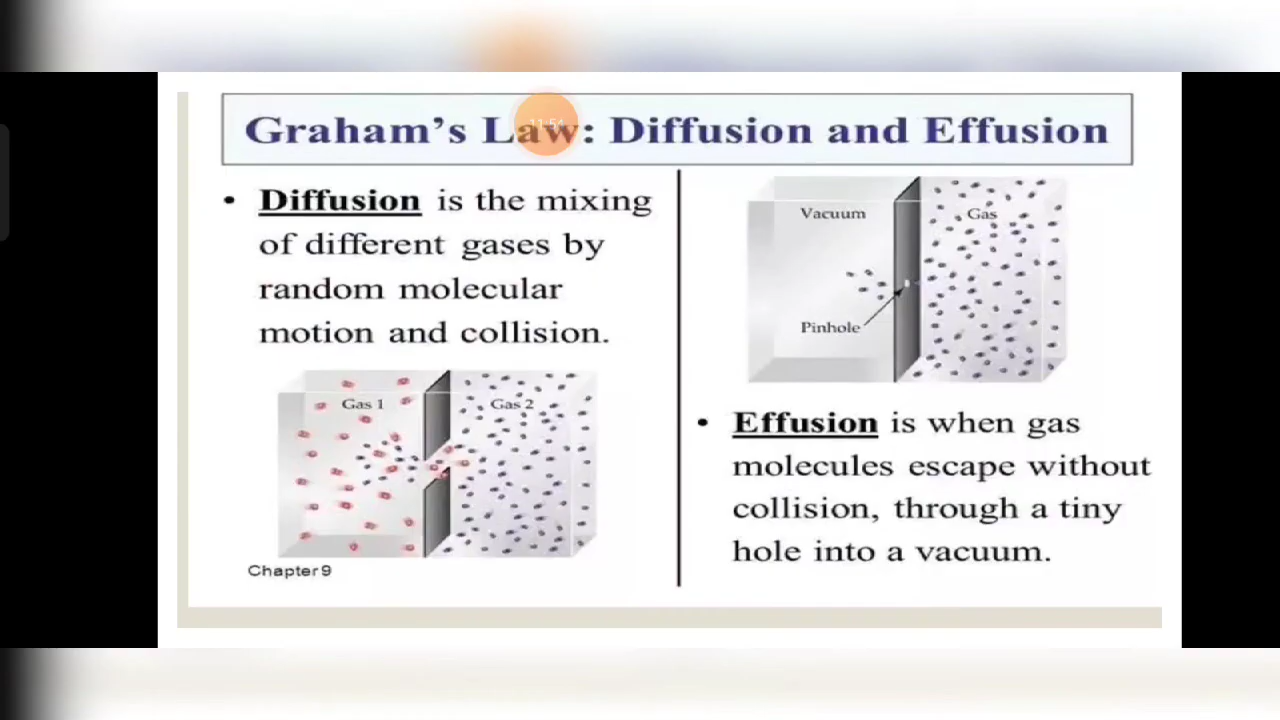 Graham's Law: Diffusion and Effusion
11:54
• Diffusion is the mixing
of different gases by
random molecular
motion and collision.
Gas 1
Gas 2
Chapter 9
Vacuum
Gas
Pinhole
• Effusion is when gas
molecules escape without
collision, through a tiny
hole into a vacuum.